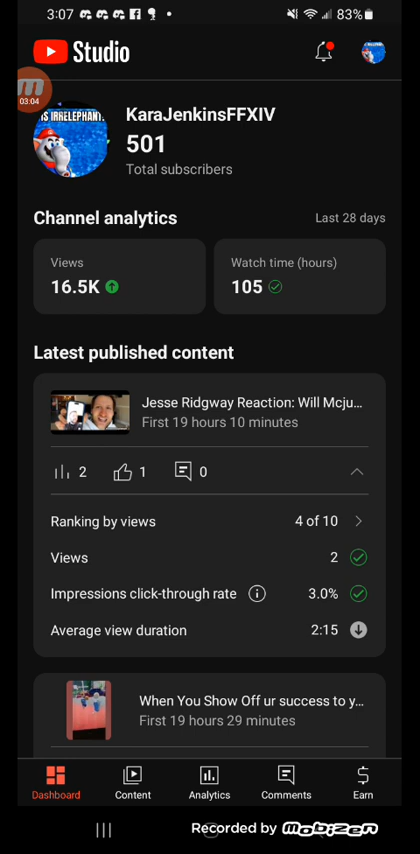 3:07
83%
Studio
03:04
IS IRRELEPHANT
KaraJenkinsFFXIV
501
Total subscribers
Channel analytics
Last 28 days
Views
16.5K
Watch time (hours)
105
Latest published content
Jesse Ridgway Reaction: Will Mcju...
First 19 hours 10 minutes
2 1 0
Ranking by views 4 of 10
Views 2
Impressions click-through rate 3.0%
Average view duration 2:15
When You Show Off ur success to y...
First 19 hours 29 minutes
Dashboard Content Analytics Comments Earn
Recorded by MOBIZEN